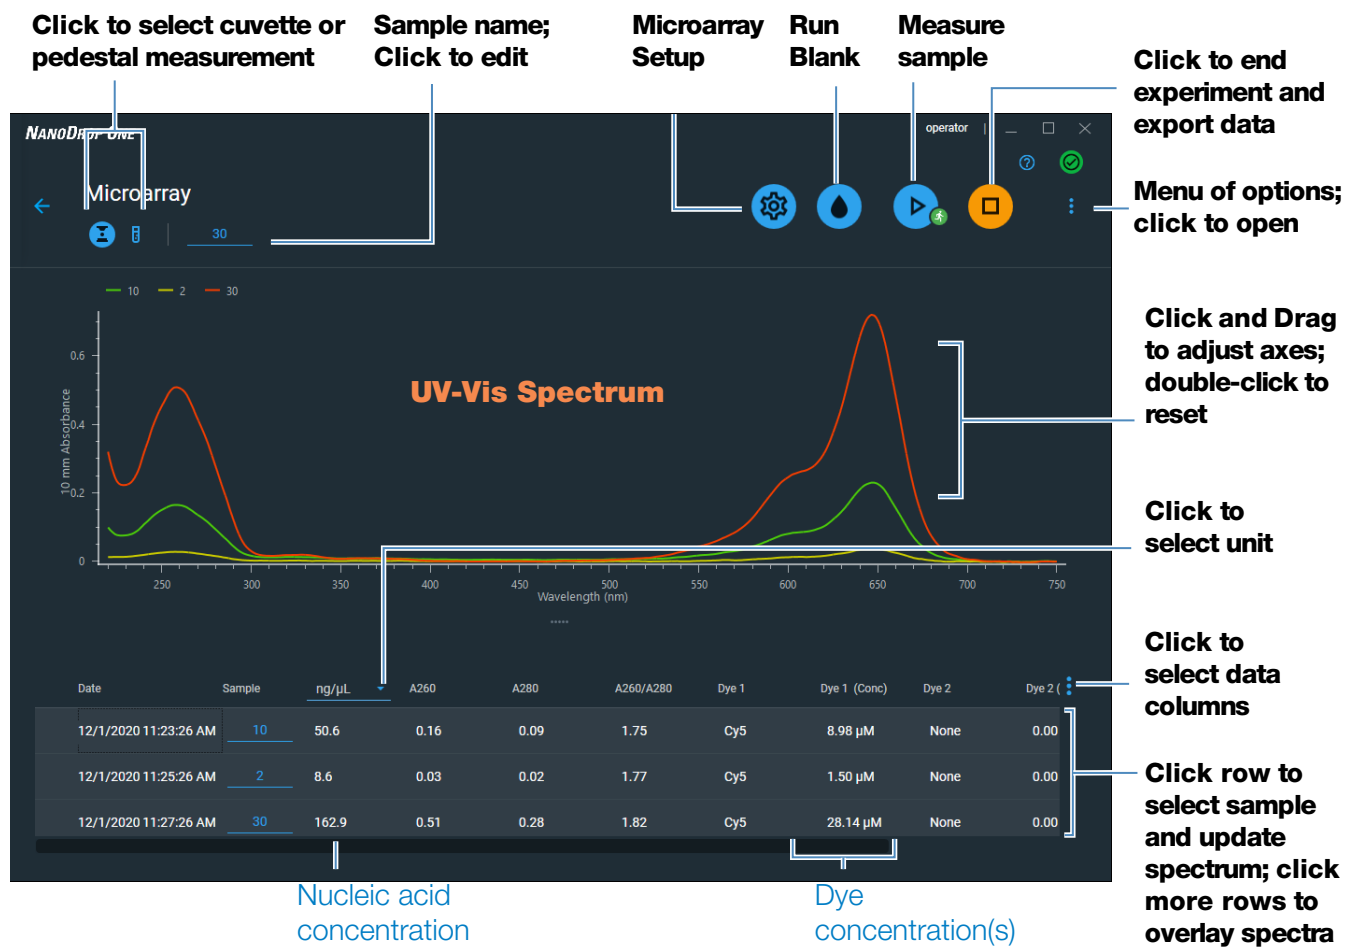 Click to select cuvette or
pedestal measurement
Sample name;
Click to edit
Microarray
Setup
Run
Blank
Measure
sample
Click to end
experiment and
export data
NANODROP ONE
operator
Microarray
30
Menu of options;
click to open
10 2 30
UV-Vis Spectrum
Click and Drag
to adjust axes;
double-click to
reset
10 mm Absorbance
0.6
0.4
0.2
0
250 300 350 400 450 500 550 600 650 700 750
Wavelength (nm)
Click to
select unit
Click to
select data
columns
Date Sample ng/µL A260 A280 A260/A280 Dye 1 Dye 1 (Conc) Dye 2 Dye 2 (
12/1/2020 11:23:26 AM 10 50.6 0.16 0.09 1.75 Cy5 8.98 µM None 0.00
12/1/2020 11:25:26 AM 2 8.6 0.03 0.02 1.77 Cy5 1.50 µM None 0.00
12/1/2020 11:27:26 AM 30 162.9 0.51 0.28 1.82 Cy5 28.14 µM None 0.00
Click row to
select sample
and update
spectrum; click
more rows to
overlay spectra
Nucleic acid
concentration
Dye
concentration(s)